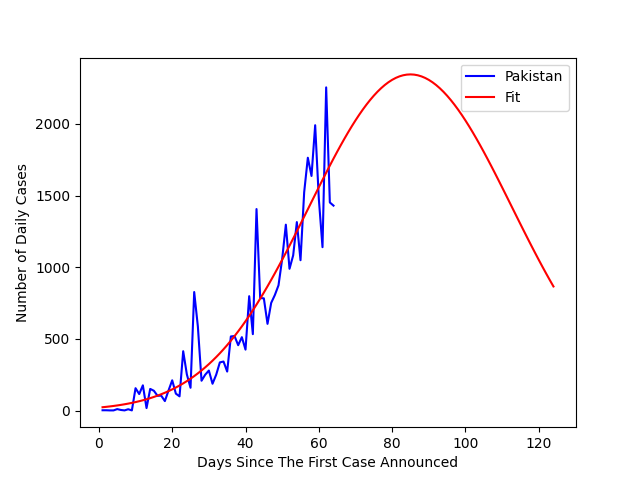 Pakistan
Fit
2000
1500
1000
500
0
0 20 40 60 80 100 120
Number of Daily Cases
Days Since The First Case Announced